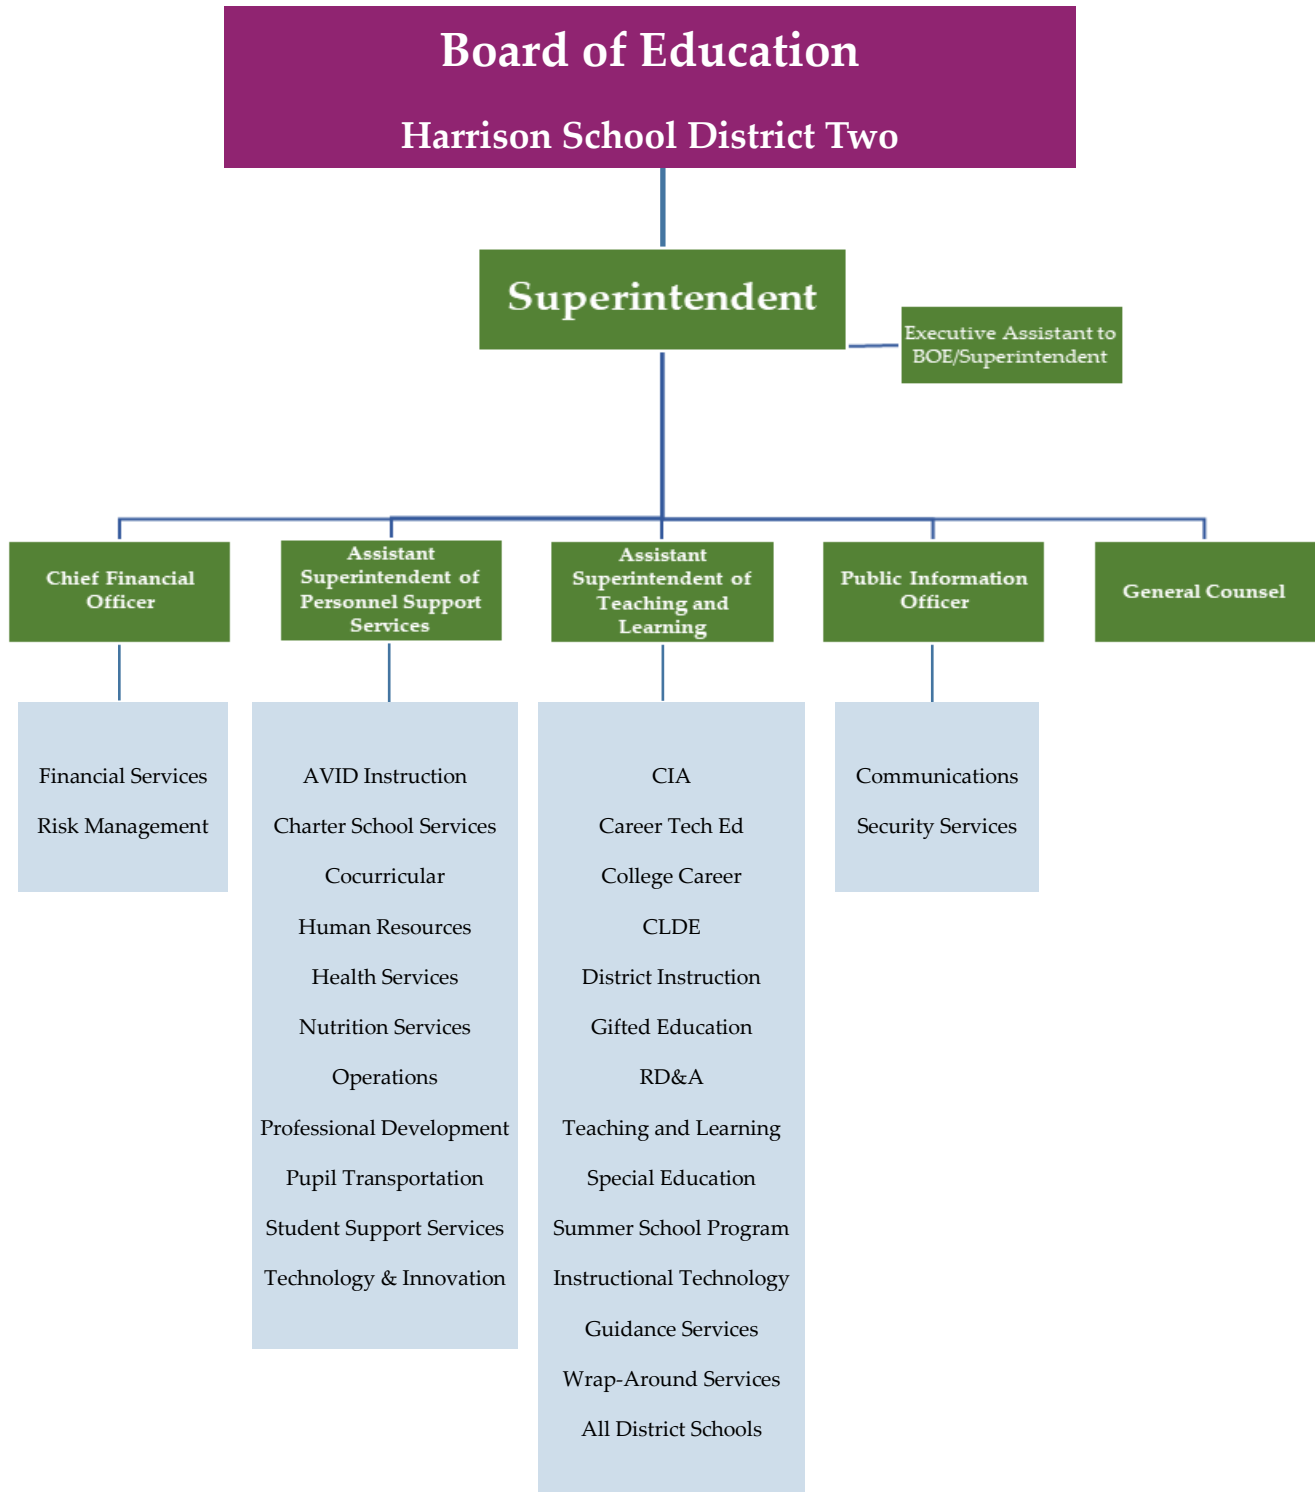 Board of Education
Harrison School District Two
Superintendent
Executive Assistant to
BOE/Superintendent
Chief Financial
Officer
Assistant
Superintendent of
Personnel Support
Services
Assistant
Superintendent of
Teaching and
Learning
Public Information
Officer
General Counsel
Financial Services
Risk Management
AVID Instruction
Charter School Services
Cocurricular
Human Resources
Health Services
Nutrition Services
Operations
Professional Development
Pupil Transportation
Student Support Services
Technology & Innovation
CIA
Career Tech Ed
College Career
CLDE
District Instruction
Gifted Education
RD&A
Teaching and Learning
Special Education
Summer School Program
Instructional Technology
Guidance Services
Wrap-Around Services
All District Schools
Communications
Security Services